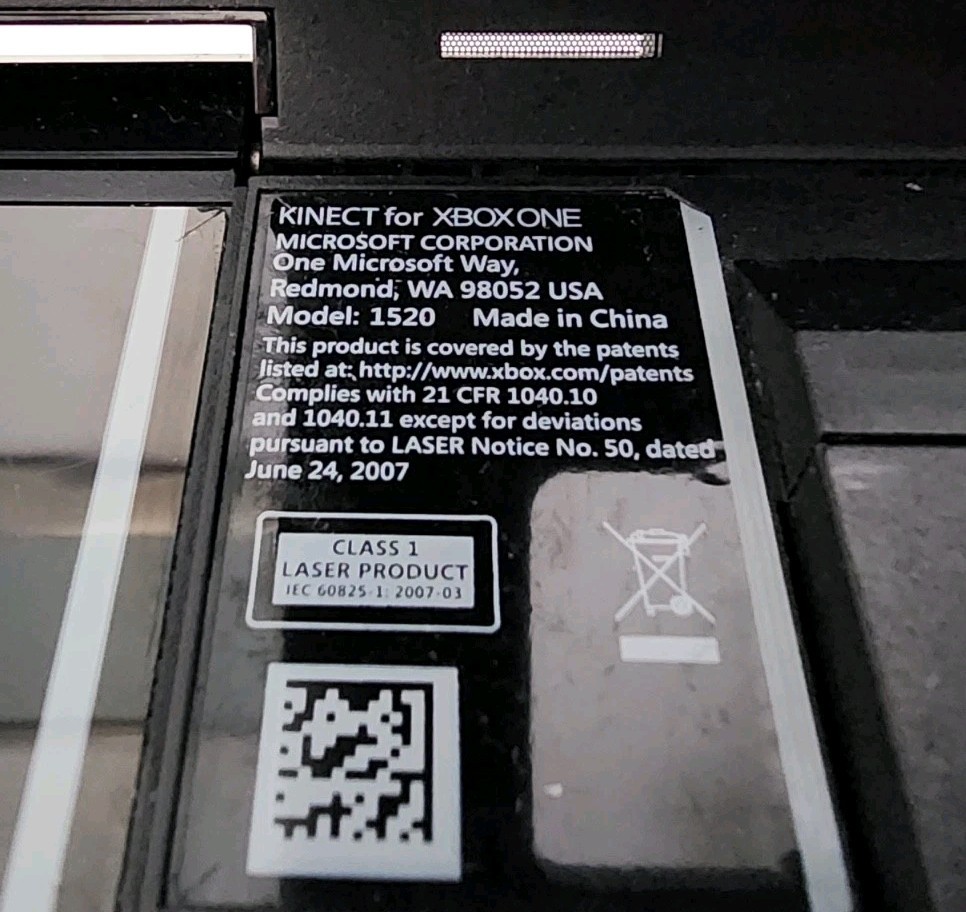 KINECT for XBOX ONE
MICROSOFT CORPORATION
One Microsoft Way,
Redmond, WA 98052 USA
Model: 1520 Made in China
This product is covered by the patents
listed at: http://www.xbox.com/patents
Complies with 21 CFR 1040.10
and 1040.11 except for deviations
pursuant to LASER Notice No. 50, dated
June 24, 2007
CLASS 1
LASER PRODUCT
IEC 60825-1: 2007-03